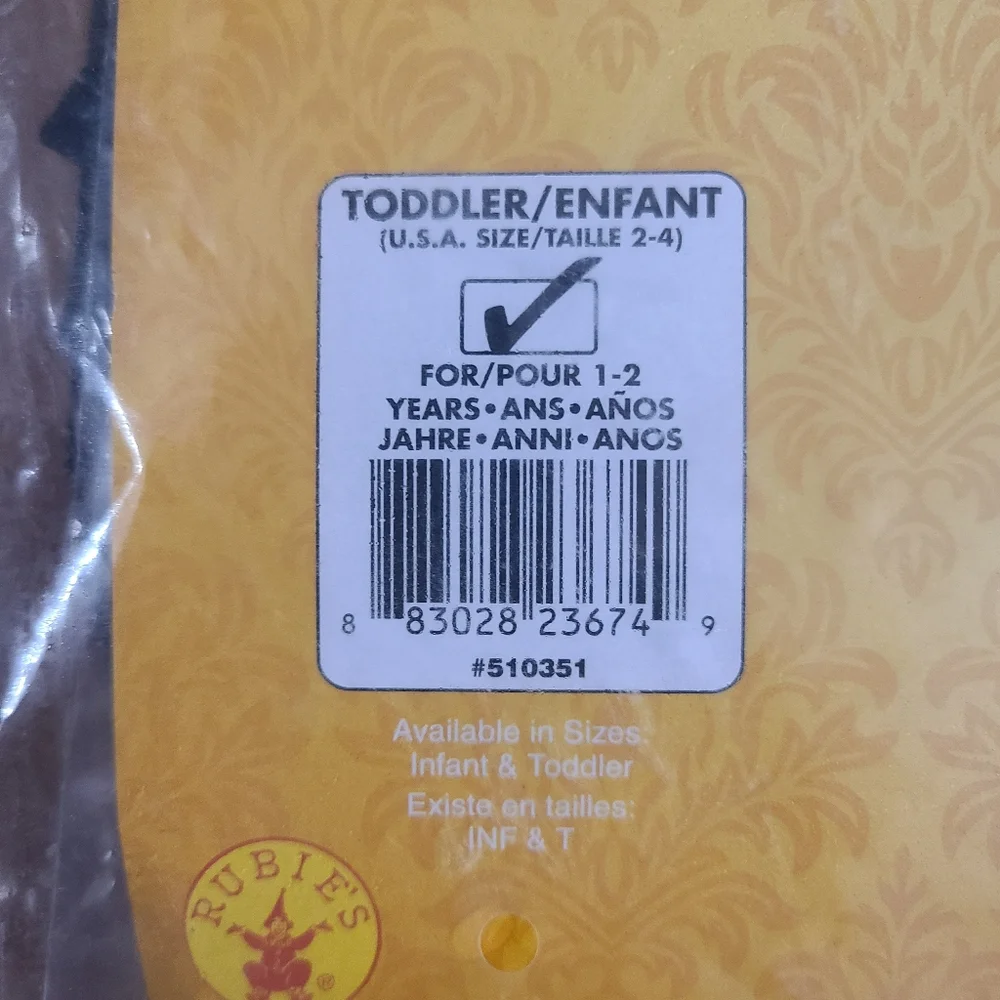 TODDLER/ENFANT
(U.S.A. SIZE/TAILLE 2-4)
FOR/POUR 1-2
YEARS•ANS•AÑOS
JAHRE•ANNI•ANOS
8 83028 23674 9
#510351
Available in Sizes:
Infant & Toddler
Existe en tailles:
INF & T
RUBIE'S
®